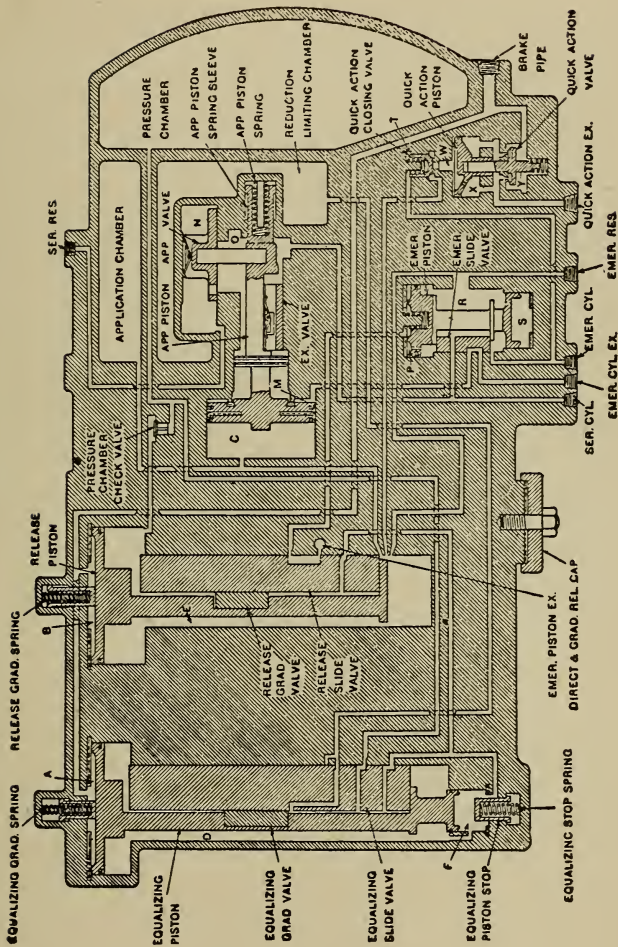 EQUALIZING GRAD. SPRING
RELEASE GRAD. SPRING
A
B
RELEASE
PISTON
PRESSURE
CHAMBER
CHECK VALVE
SER. RES.
APPLICATION CHAMBER
APP PISTON
APP VALVE
N
O
C
M
EX. VALVE
PRESSURE
CHAMBER
APP PISTON
SPRING SLEEVE
APP PISTON
SPRING
REDUCTION
LIMITING CHAMBER
QUICK ACTION
CLOSING VALVE
QUICK ACTION
PISTON
T
W
X
Y
BRAKE
PIPE
QUICK ACTION
VALVE
EMER PISTON
EMER SLIDE
VALVE
P
R
S
E
RELEASE
GRAD
VALVE
RELEASE
SLIDE
VALVE
D
EQUALIZING
PISTON
EQUALIZING
GRAD VALVE
EQUALIZING
SLIDE VALVE
F
EQUALIZING
PISTON STOP
EQUALIZING STOP SPRING
EMER. PISTON EX.
DIRECT & GRAD. REL CAP
SER. CYL
EMER. CYL EX.
EMER CYL
EMER RES.
QUICK ACTION EX.